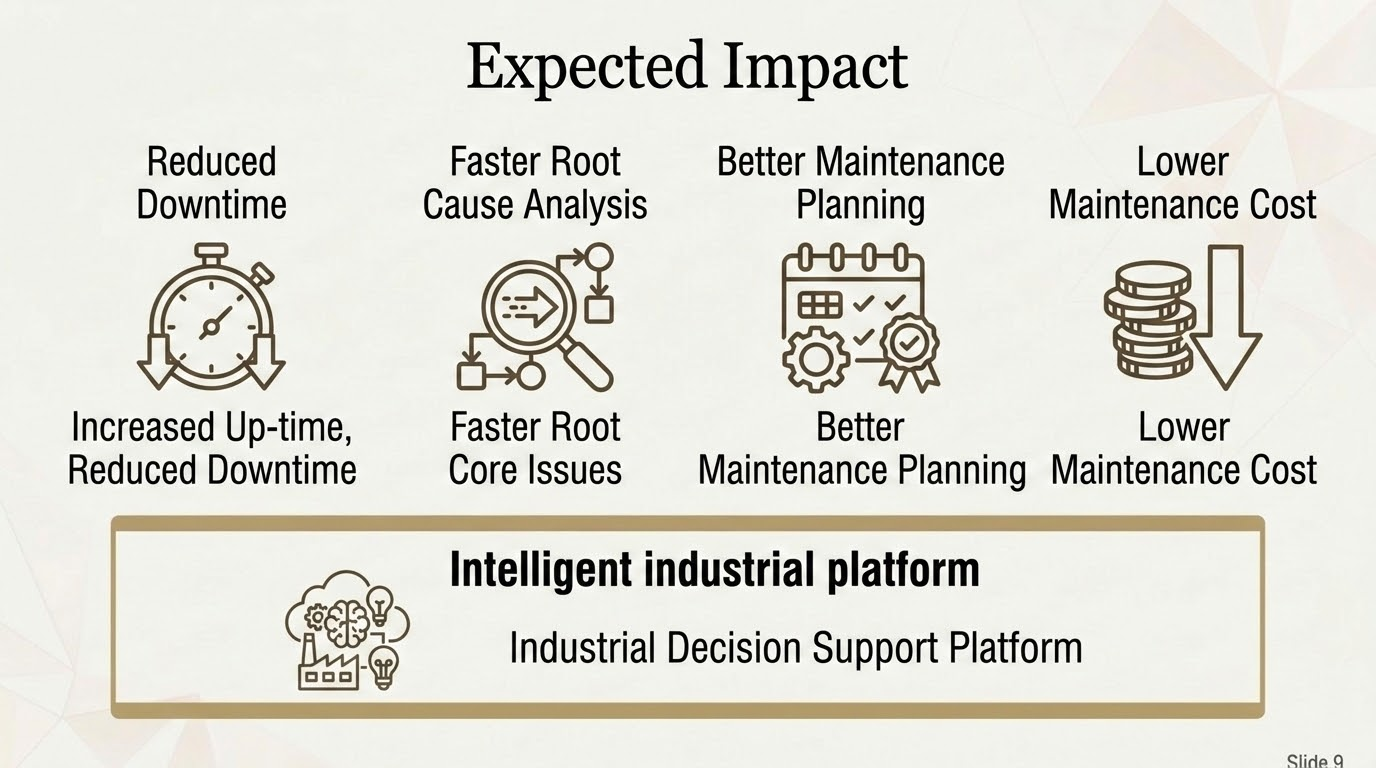 Expected Impact
Reduced
Downtime
Faster Root
Cause Analysis
Better Maintenance
Planning
Lower
Maintenance Cost
Increased Up-time,
Reduced Downtime
Faster Root
Core Issues
Better
Maintenance Planning
Lower
Maintenance Cost
Intelligent industrial platform
Industrial Decision Support Platform
Slide 9